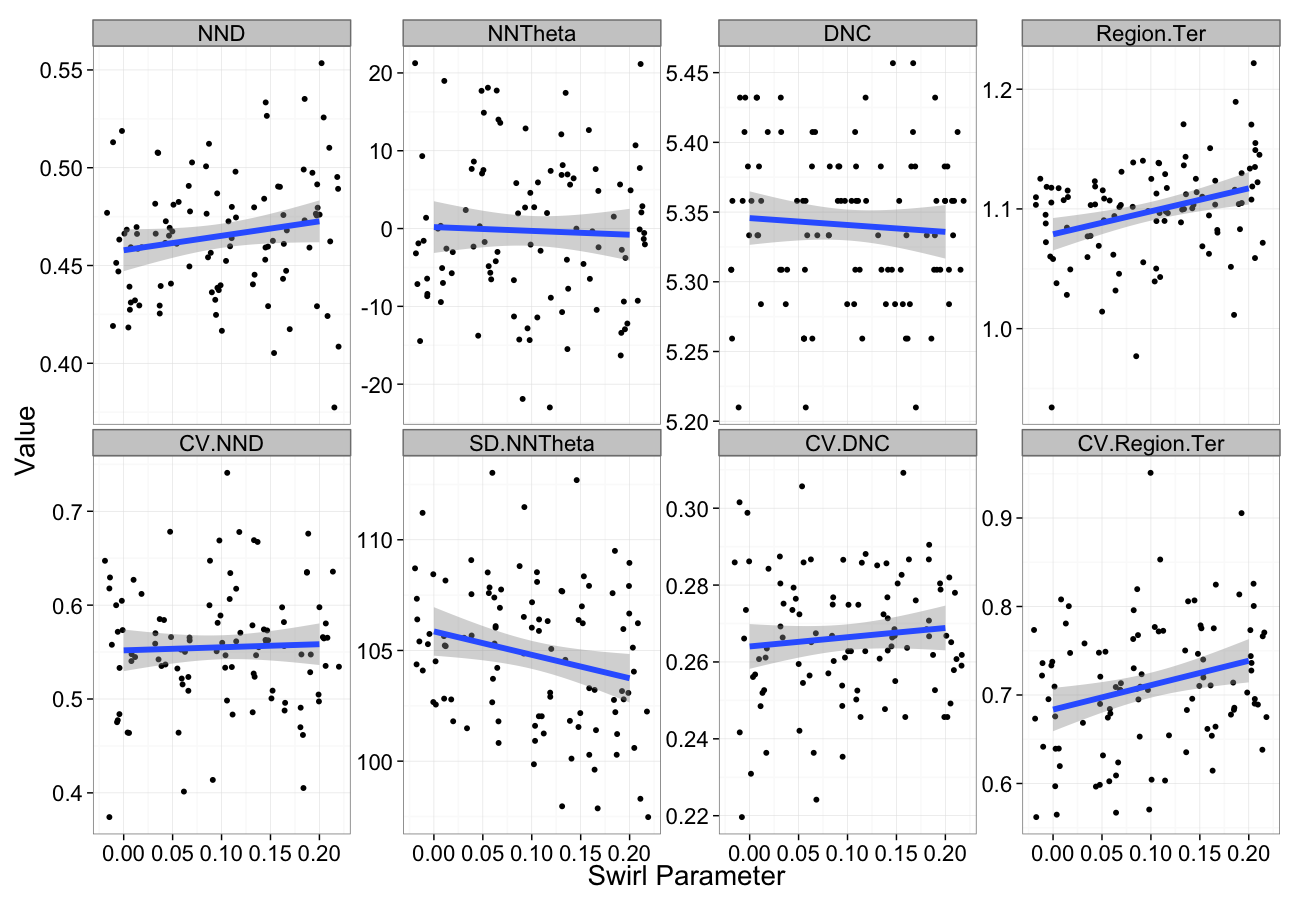 NND NNTheta DNC Region.Ter
0.55 20 5.45 1.2
0.50 10 5.40 1.1
0.45 0 5.35 1.0
0.40 -10 5.30
-20 5.25
5.20
Value
CV.NND SD.NNTheta CV.DNC CV.Region.Ter
0.7 110 0.30 0.9
0.6 105 0.28 0.8
0.5 100 0.26 0.7
0.4 0.24 0.6
0.22
0.00 0.05 0.10 0.15 0.20 0.00 0.05 0.10 0.15 0.20 0.00 0.05 0.10 0.15 0.20 0.00 0.05 0.10 0.15 0.20
Swirl Parameter